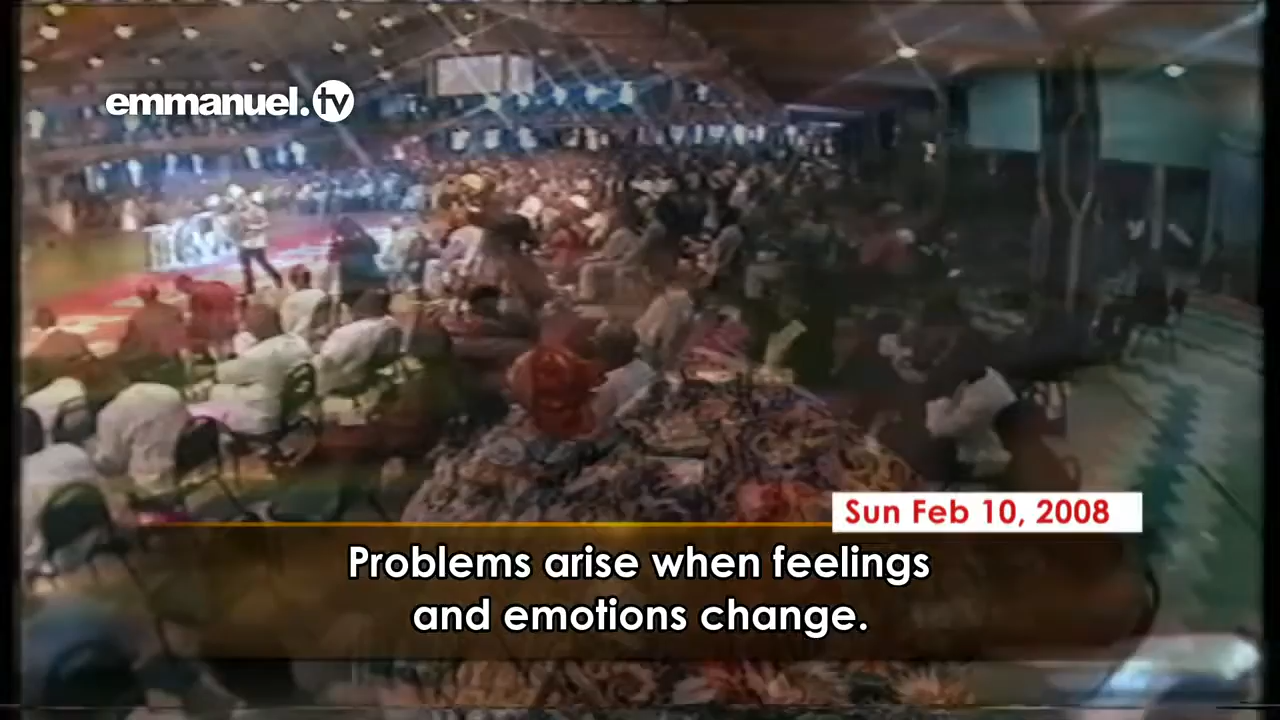 emmanuel.tv
Sun Feb 10, 2008
Problems arise when feelings
and emotions change.